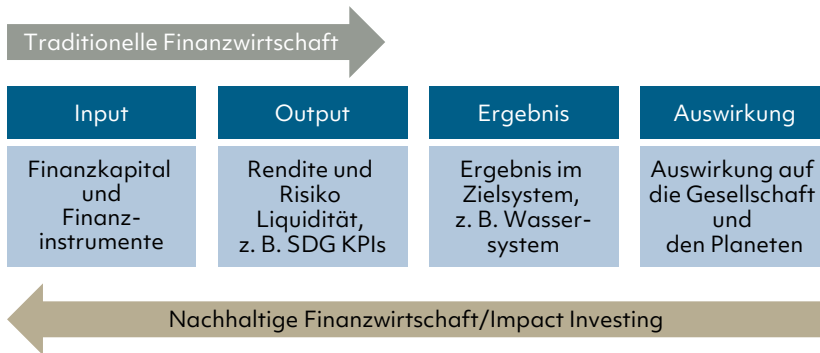 Traditionelle Finanzwirtschaft
Input
Output
Ergebnis
Auswirkung
Finanzkapital
und
Finanz-
instrumente
Rendite und
Risiko
Liquidität,
z. B. SDG KPIs
Ergebnis im
Zielsystem,
z. B. Wasser-
system
Auswirkung auf
die Gesellschaft
und
den Planeten
Nachhaltige Finanzwirtschaft/Impact Investing